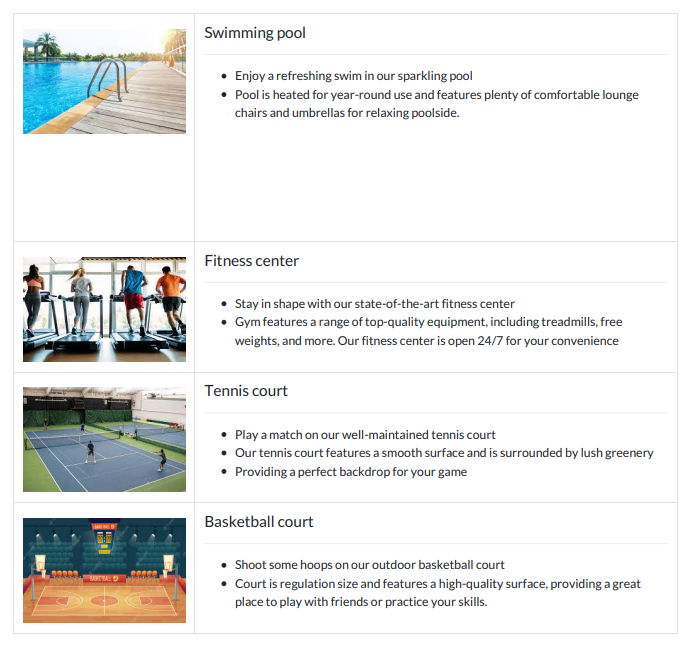 Swimming pool
Enjoy a refreshing swim in our sparkling pool
Pool is heated for year-round use and features plenty of comfortable lounge
chairs and umbrellas for relaxing poolside.
Fitness center
Stay in shape with our state-of-the-art fitness center
Gym features a range of top-quality equipment, including treadmills, free
weights, and more. Our fitness center is open 24/7 for your convenience
Tennis court
Play a match on our well-maintained tennis court
Our tennis court features a smooth surface and is surrounded by lush greenery
Providing a perfect backdrop for your game
Basketball court
BASKETBALL
Shoot some hoops on our outdoor basketball court
Court is regulation size and features a high-quality surface, providing a great
place to play with friends or practice your skills.